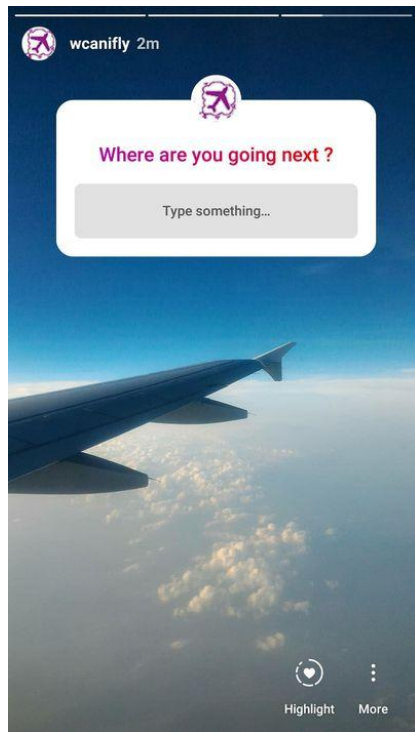 wcanifly 2m
Where are you going next ?
Type something...
Highlight
More